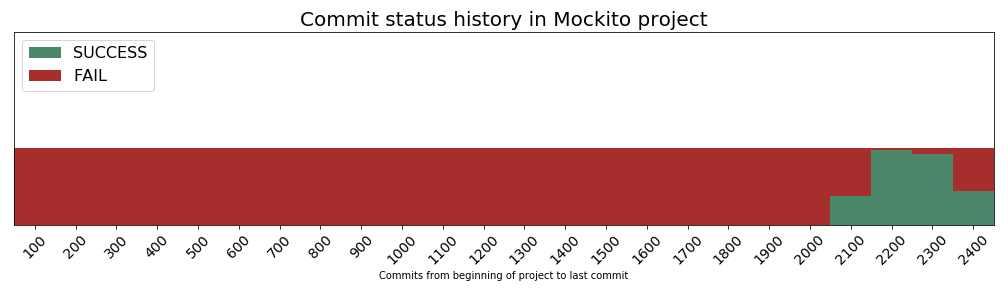 Commit status history in Mockito project
SUCCESS
FAIL
100 200 300 400 500 600 700 800 900 1000 1100 1200 1300 1400 1500 1600 1700 1800 1900 2000 2100 2200 2300 2400
Commits from beginning of project to last commit